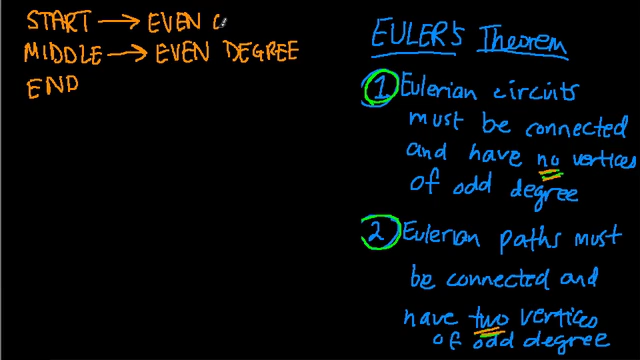 START → EVEN
MIDDLE → EVEN DEGREE
END
EULER'S Theorem
1 Eulerian circuits
must be connected
and have no vertices
of odd degree
2 Eulerian paths must
be connected and
have two vertices
of odd degree